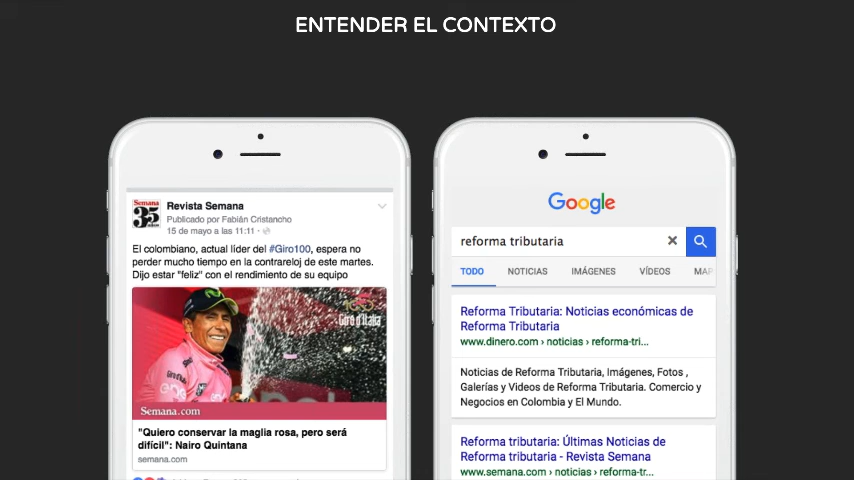 ENTENDER EL CONTEXTO
Semana
35
Revista Semana
Publicado por Fabián Cristancho
15 de mayo a las 11:11
El colombiano, actual líder del #Giro100, espera no
perder mucho tiempo en la contrareloj de este martes.
Dijo estar "feliz" con el rendimiento de su equipo
Giro d'Italia
Semana.com
"Quiero conservar la maglia rosa, pero será
difícil": Nairo Quintana
semana.com
Google
reforma tributaria
TODO NOTICIAS IMÁGENES VÍDEOS MAP
Reforma Tributaria: Noticias económicas de
Reforma Tributaria
www.dinero.com › noticias › reforma-tri...
Noticias de Reforma Tributaria, Imágenes, Fotos ,
Galerías y Videos de Reforma Tributaria. Comercio y
Negocios en Colombia y El Mundo.
Reforma tributaria: Últimas Noticias de
Reforma tributaria - Revista Semana
www.semana.com › noticias › reforma-tr...